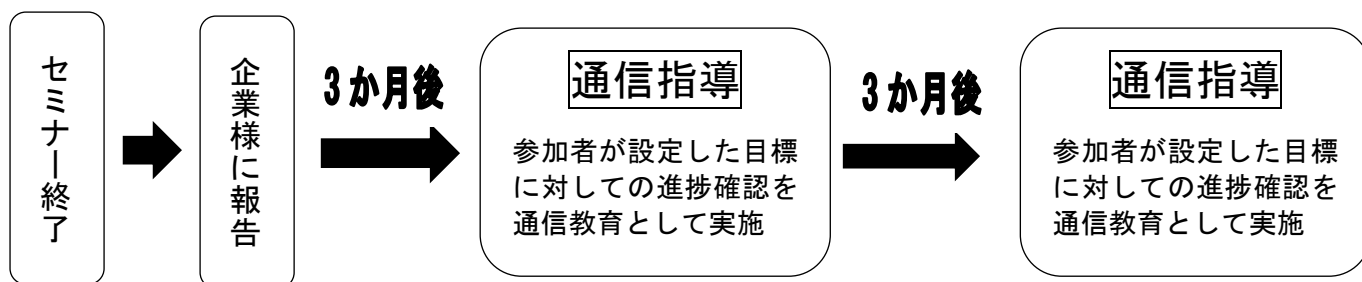 セミナー終了
企業様に報告
3か月後
通信指導
参加者が設定した目標
に対しての進捗確認を
通信教育として実施
3か月後
通信指導
参加者が設定した目標
に対しての進捗確認を
通信教育として実施